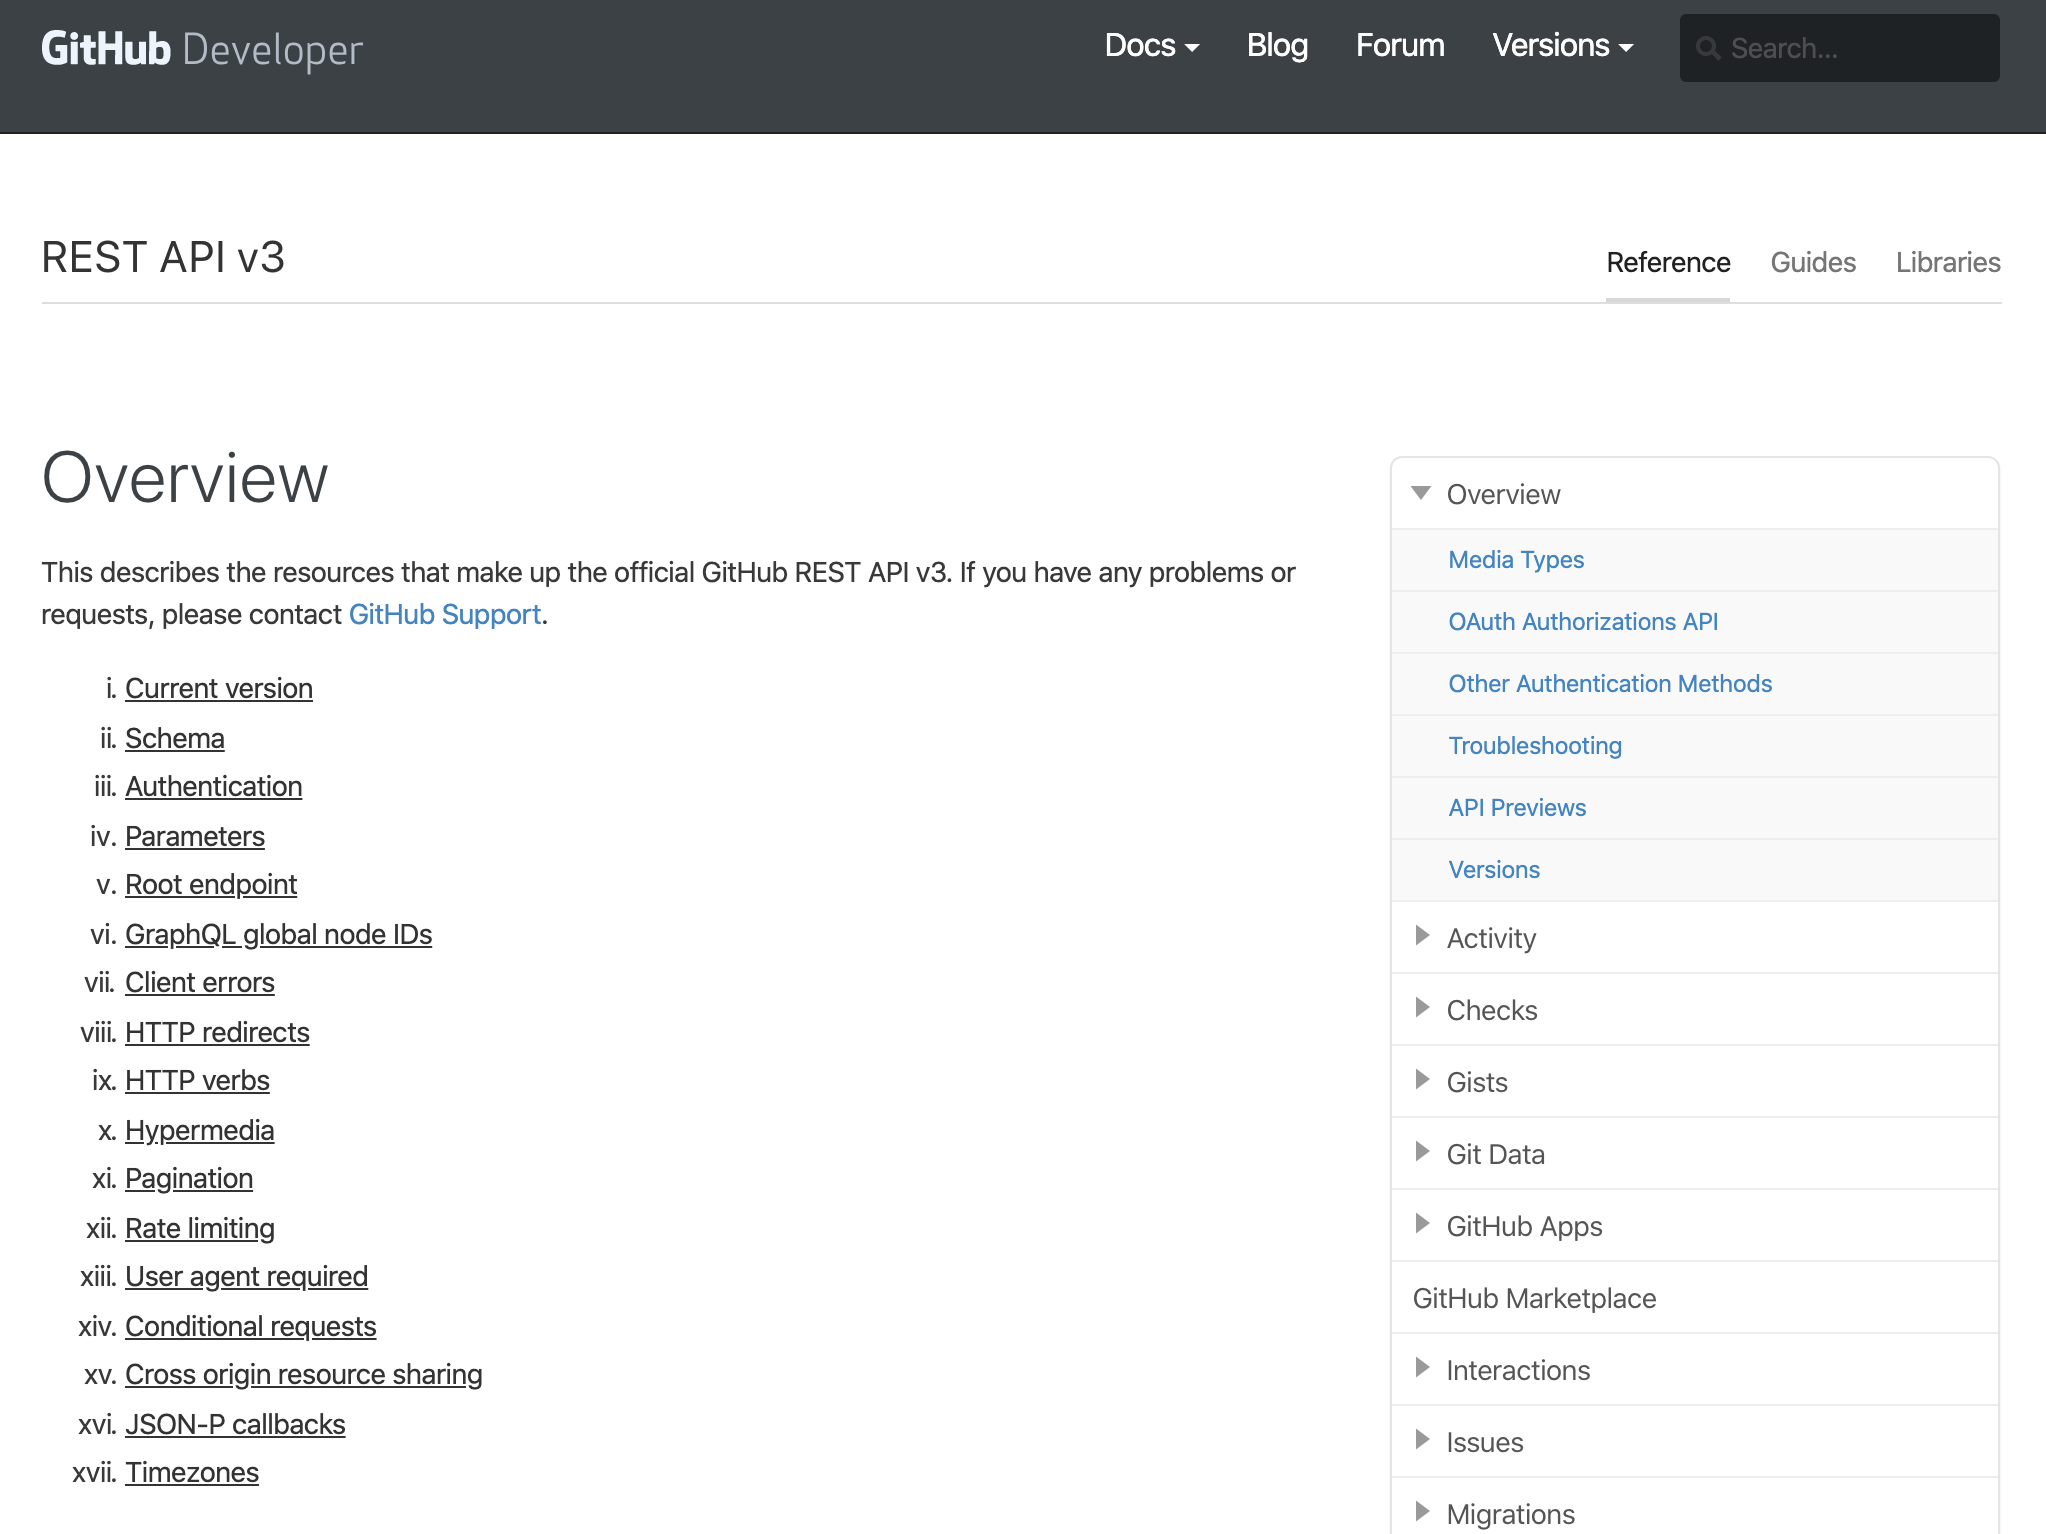 GitHub Developer
Docs Blog Forum Versions Search...
REST API v3
Reference Guides Libraries
Overview
This describes the resources that make up the official GitHub REST API v3. If you have any problems or
requests, please contact GitHub Support.
i. Current version
ii. Schema
iii. Authentication
iv. Parameters
v. Root endpoint
vi. GraphQL global node IDs
vii. Client errors
viii. HTTP redirects
ix. HTTP verbs
x. Hypermedia
xi. Pagination
xii. Rate limiting
xiii. User agent required
xiv. Conditional requests
xv. Cross origin resource sharing
xvi. JSON-P callbacks
xvii. Timezones
Overview
Media Types
OAuth Authorizations API
Other Authentication Methods
Troubleshooting
API Previews
Versions
Activity
Checks
Gists
Git Data
GitHub Apps
GitHub Marketplace
Interactions
Issues
Migrations